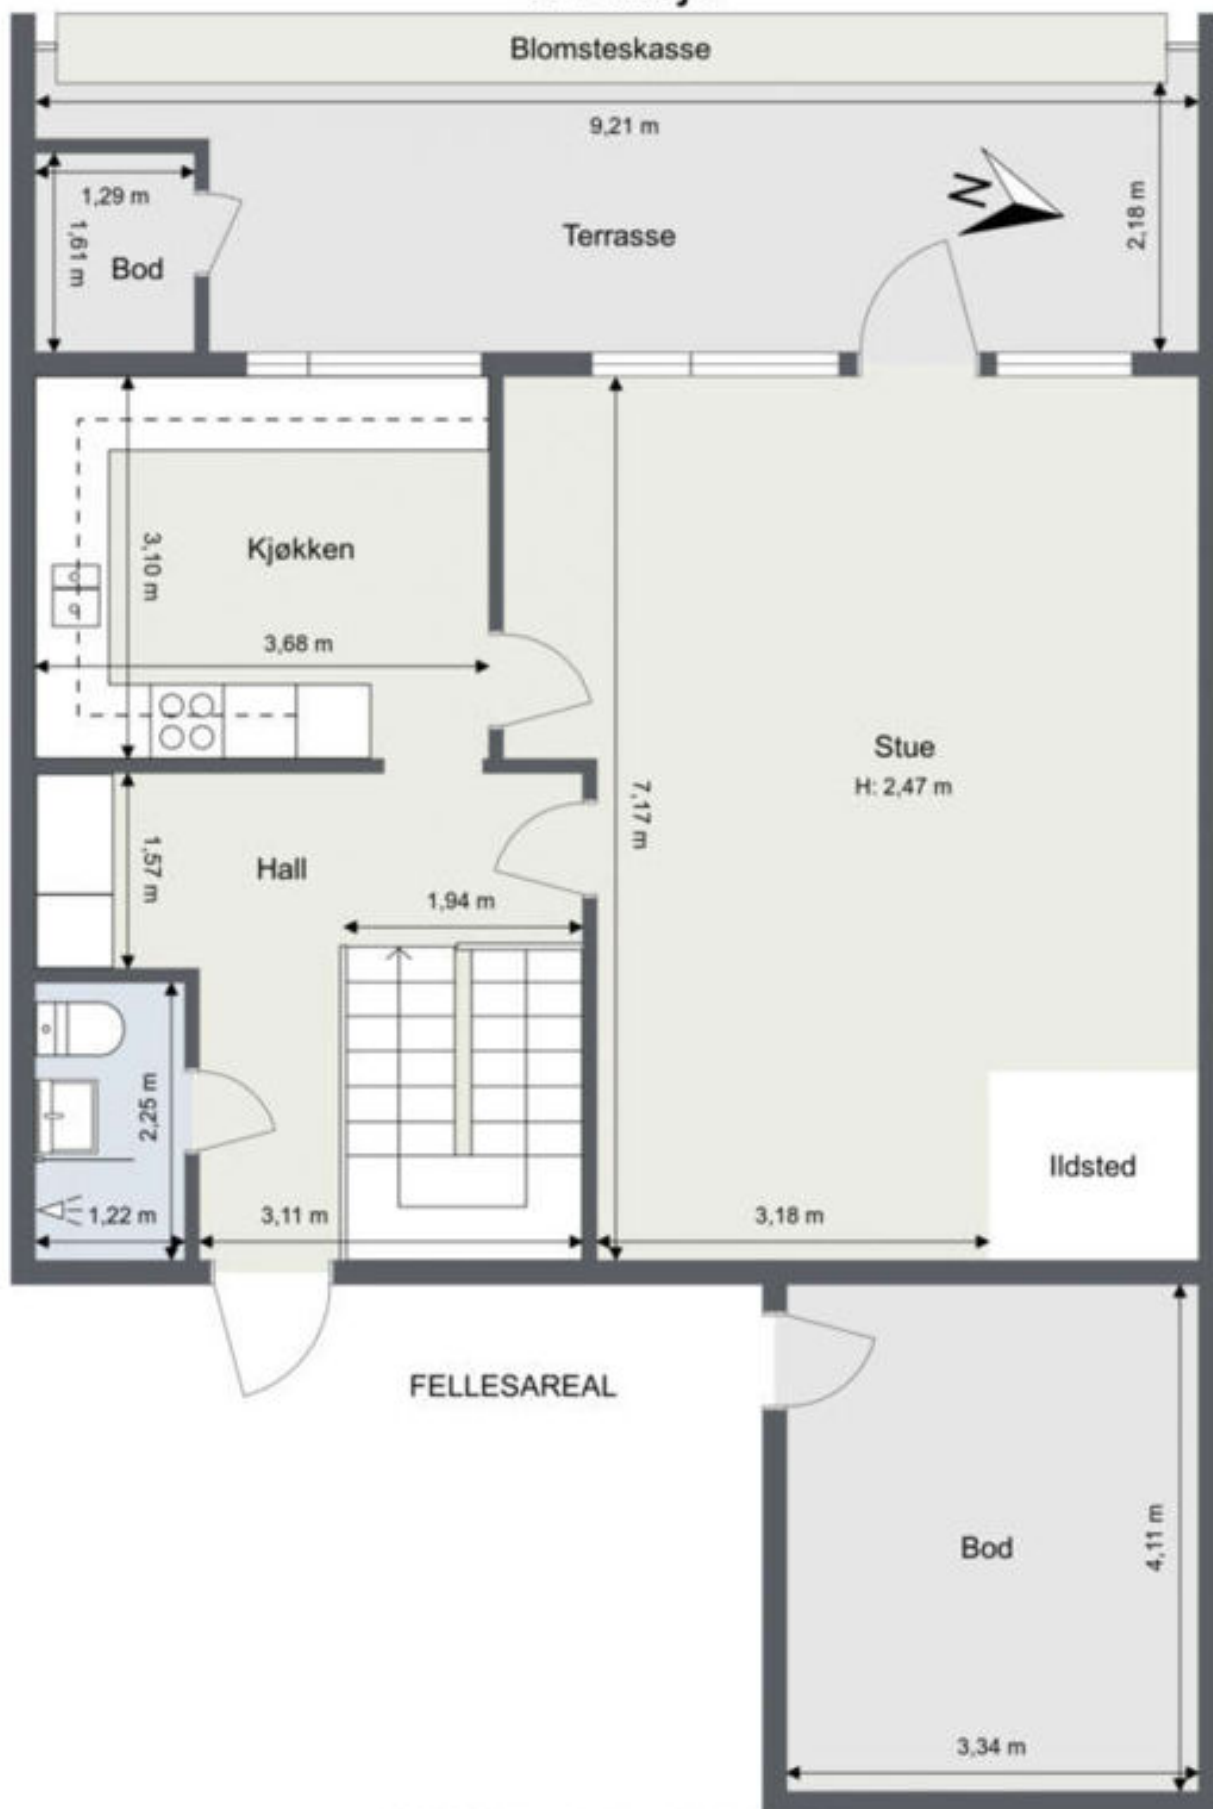 Blomsteskasse
9,21 m
1,29 m
1,61 m
Bod
Terrasse
N
2,18 m
Kjøkken
3,10 m
3,68 m
Stue
H: 2,47 m
7,17 m
Hall
1,57 m
1,94 m
2,25 m
1,22 m
3,11 m
3,18 m
Ildsted
FELLESAREAL
Bod
4,11 m
3,34 m